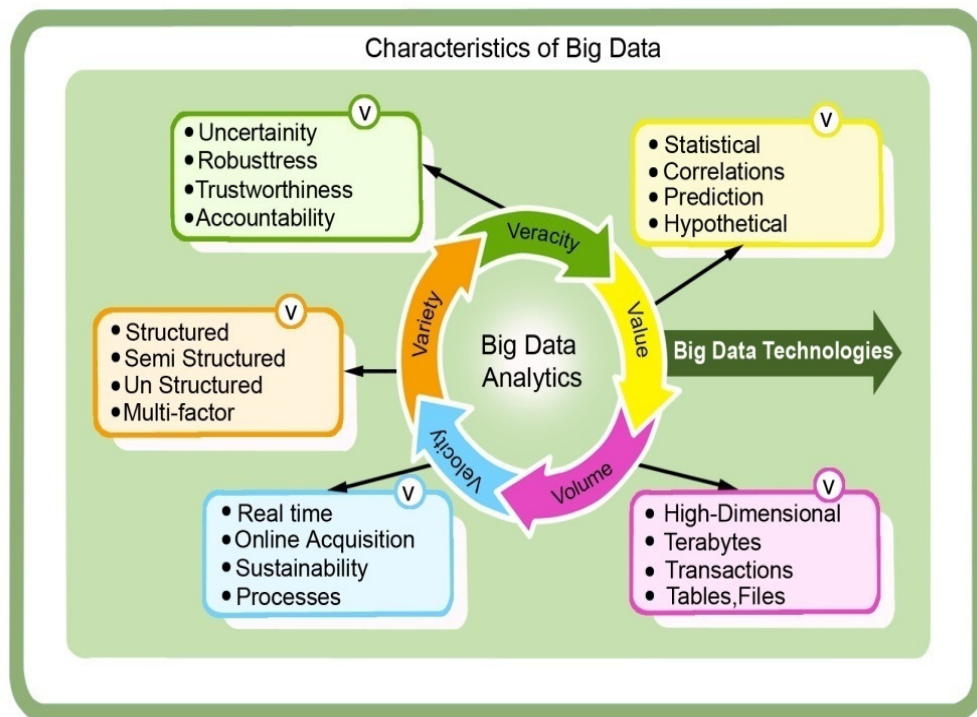 Characteristics of Big Data
V
• Uncertainity
• Robusttress
• Trustworthiness
• Accountability
V
• Statistical
• Correlations
• Prediction
• Hypothetical
Veracity
Variety
Value
Big Data
Analytics
Big Data Technologies
V
• Structured
• Semi Structured
• Un Structured
• Multi-factor
Velocity
Volume
V
• Real time
• Online Acquisition
• Sustainability
• Processes
V
• High-Dimensional
• Terabytes
• Transactions
• Tables,Files